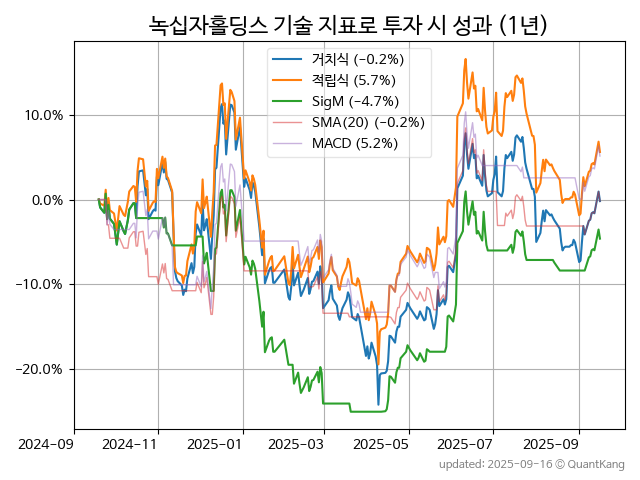 녹십자홀딩스 기술 지표로 투자 시 성과 (1년)
거치식 (−0.2%)
적립식 (5.7%)
SigM (−4.7%)
SMA(20) (−0.2%)
MACD (5.2%)
10.0%
0.0%
−10.0%
−20.0%
2024-09
2024-11
2025-01
2025-03
2025-05
2025-07
2025-09
updated: 2025-09-16 ⓒ QuantKang